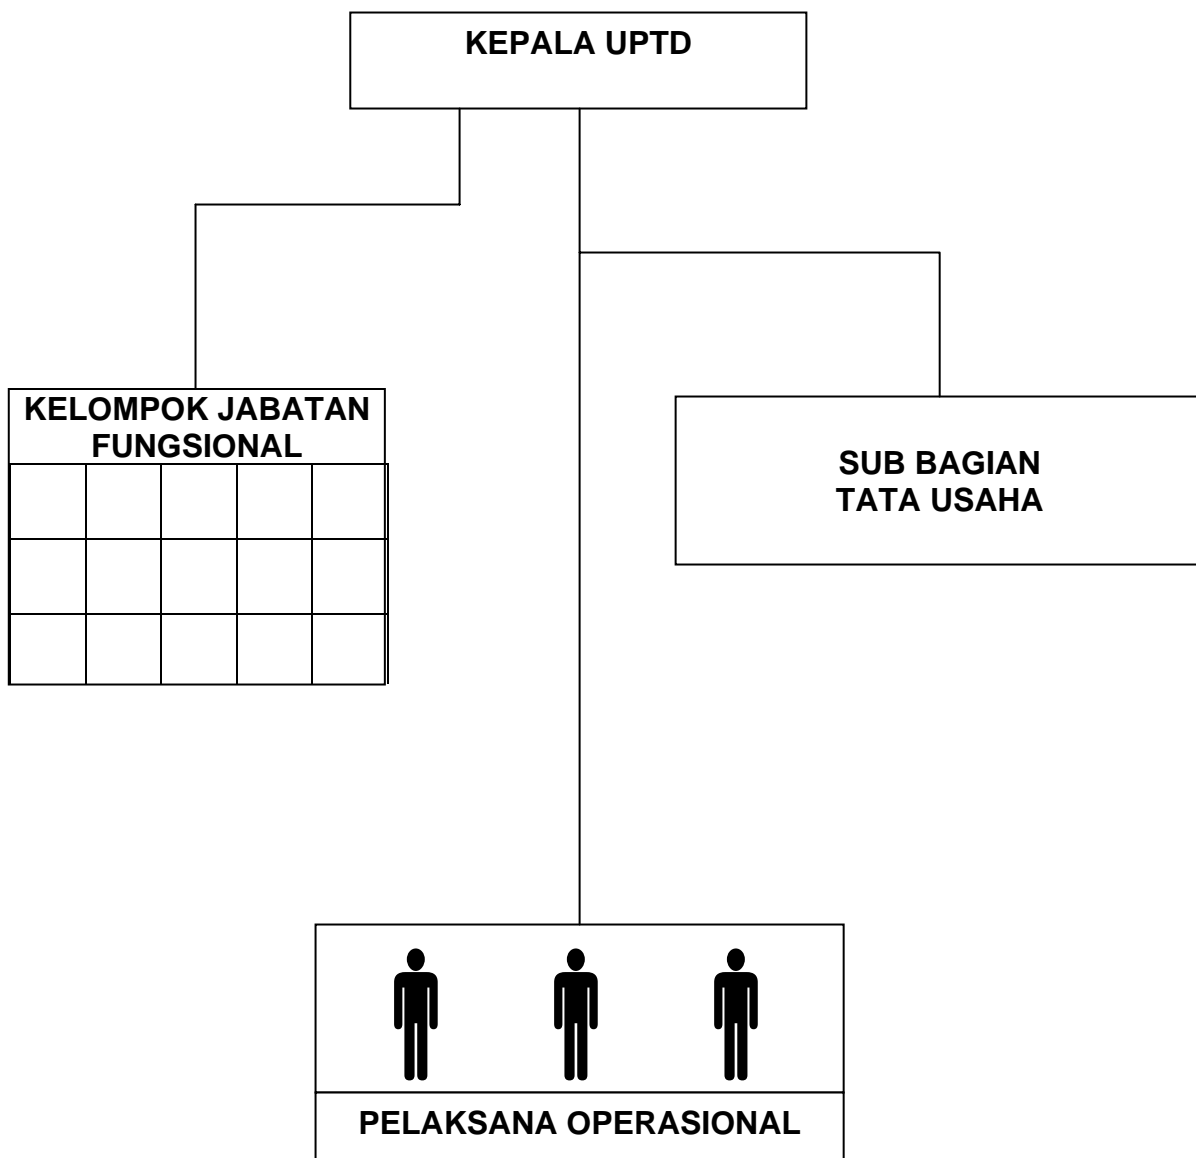 KEPALA UPTD
KELOMPOK JABATAN
FUNGSIONAL
SUB BAGIAN
TATA USAHA
PELAKSANA OPERASIONAL